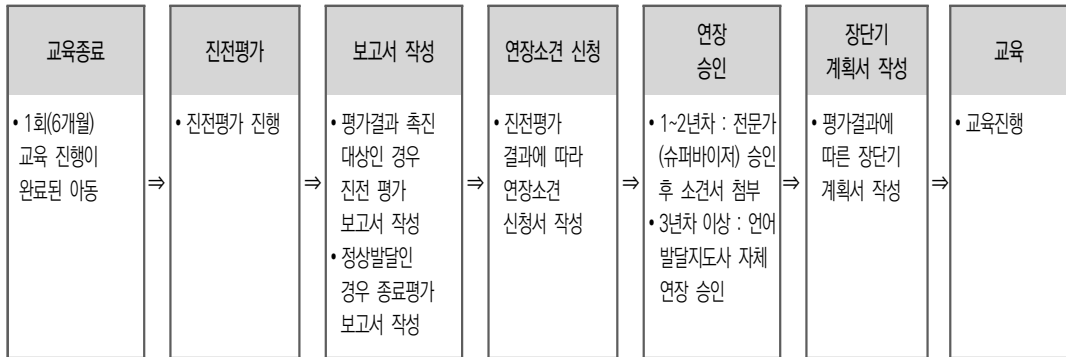 교육종료
• 1회(6개월)
교육 진행이
완료된 아동
⇒
진전평가
• 진전평가 진행
⇒
보고서 작성
• 평가결과 촉진
대상인 경우
진전 평가
보고서 작성
• 정상발달인
경우 종료평가
보고서 작성
⇒
연장소견 신청
• 진전평가
결과에 따라
연장소견
신청서 작성
⇒
연장
승인
• 1~2년차 : 전문가
(슈퍼바이저) 승인
후 소견서 첨부
• 3년차 이상 : 언어
발달지도사 자체
연장 승인
⇒
장단기
계획서 작성
• 평가결과에
따른 장단기
계획서 작성
⇒
교육
• 교육진행